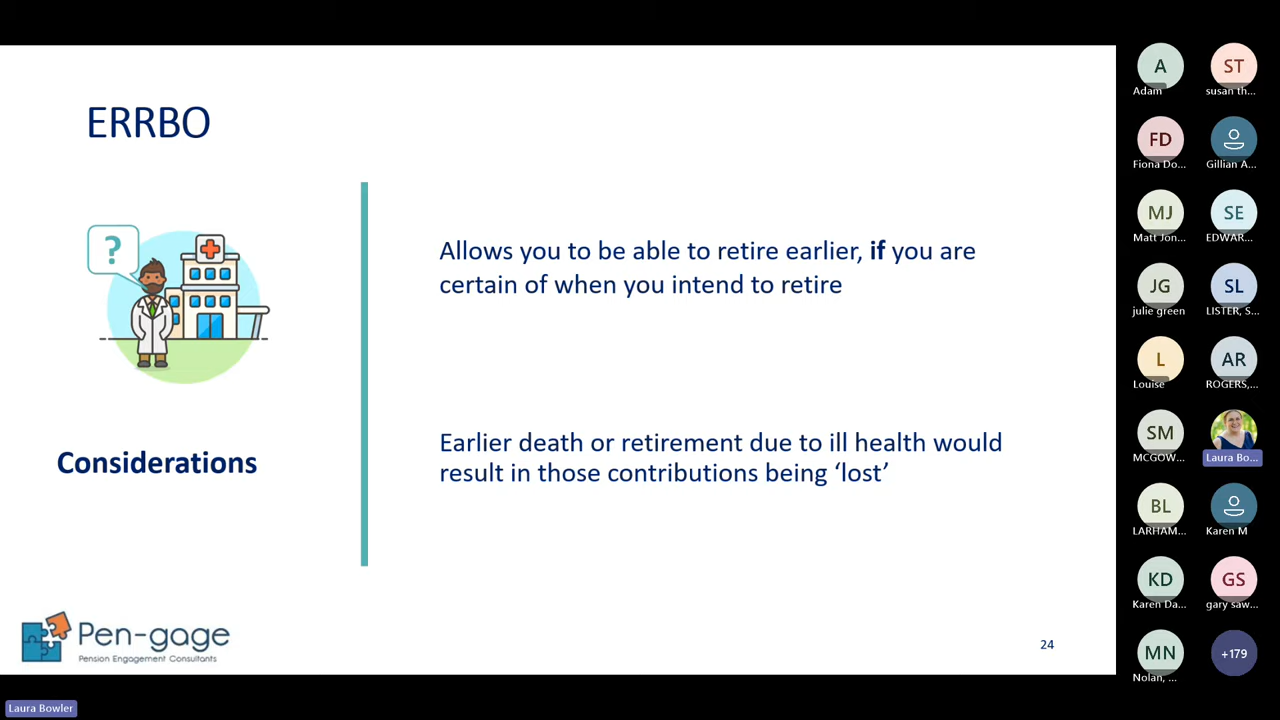 ERRBO
?
Considerations
Allows you to be able to retire earlier, if you are
certain of when you intend to retire
Earlier death or retirement due to ill health would
result in those contributions being ‘lost’
Pen-gage
Pension Engagement Consultants
24
A
Adam
ST
susan th...
FD
Fiona Do...
Gillian A...
MJ
Matt Jon...
SE
EDWAR...
JG
julie green
SL
LISTER, S...
L
Louise
AR
ROGERS,...
SM
MCGOW...
Laura Bo...
BL
LARHAM...
Karen M
KD
Karen Da...
GS
gary saw...
MN
Nolan, ...
+179
Laura Bowler